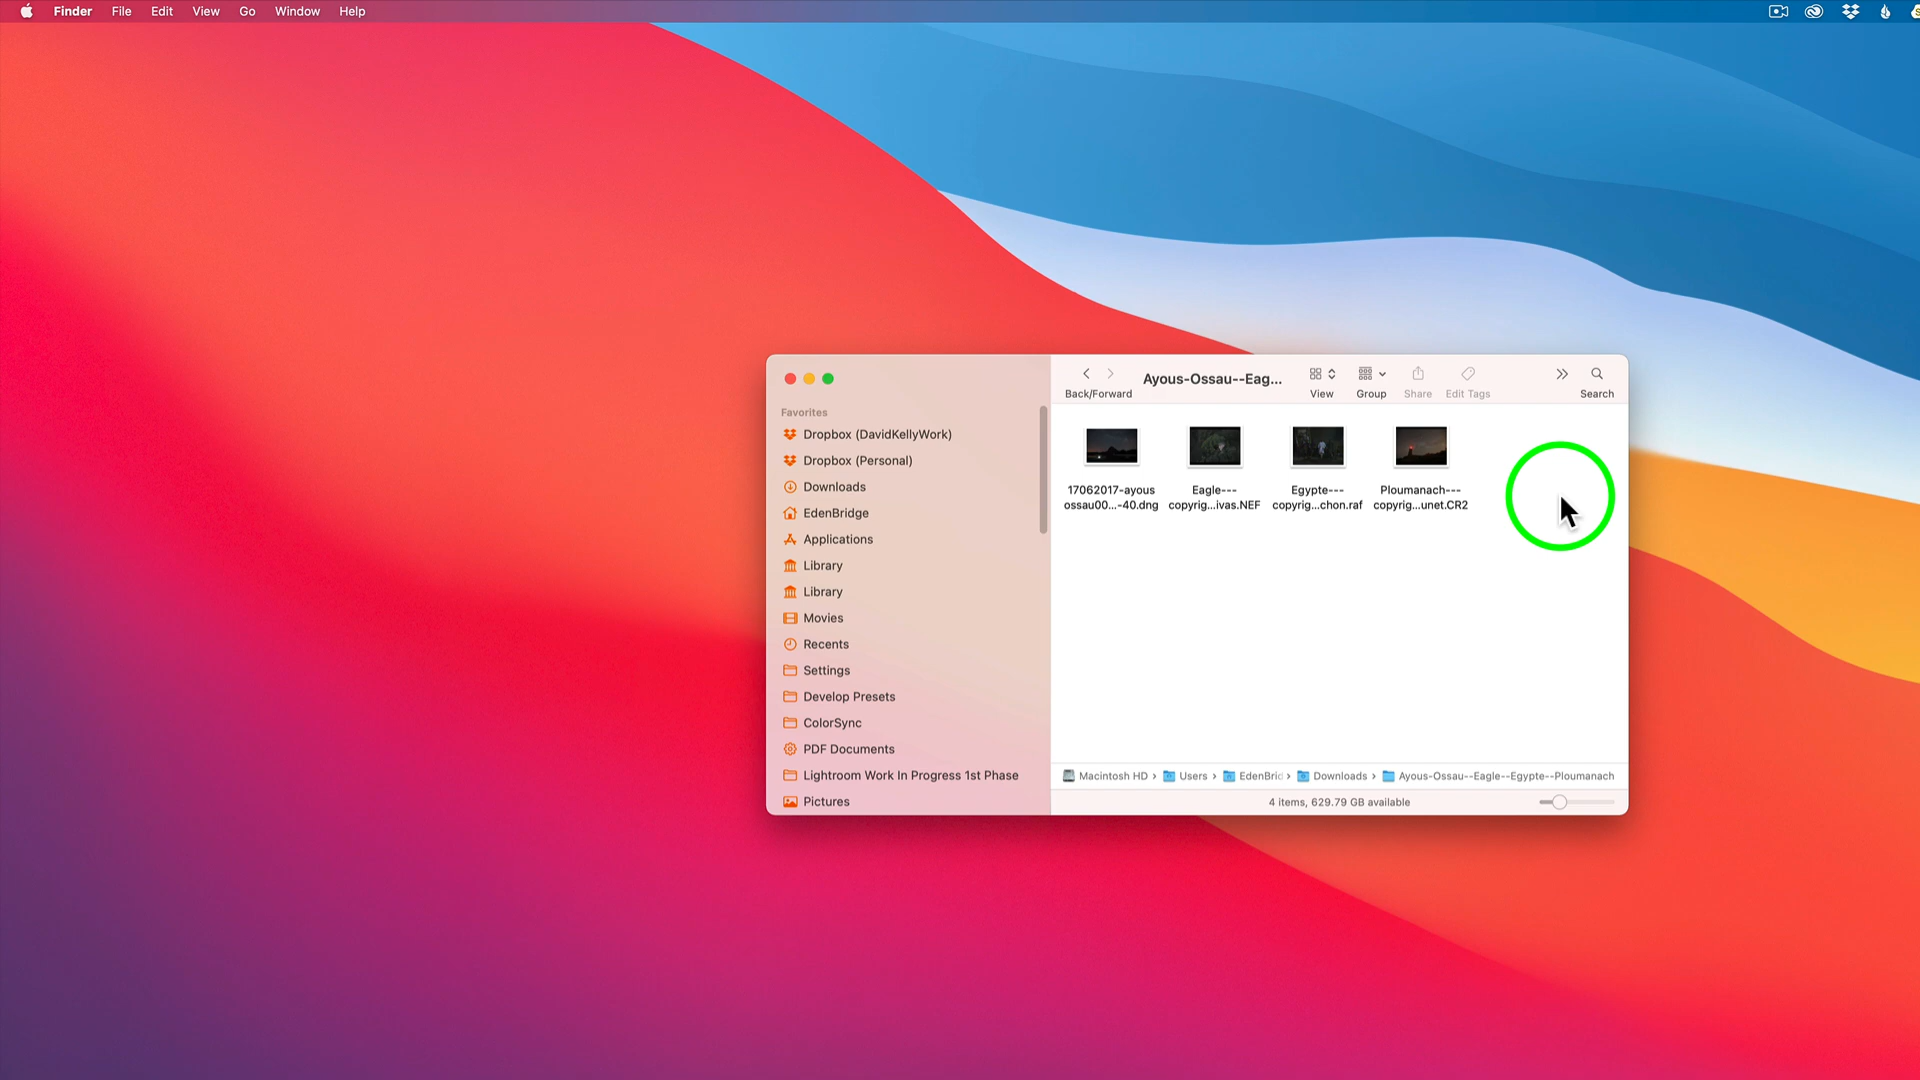 Finder File Edit View Go Window Help
Ayous-Ossau--Eag...
Back/Forward View Group Share Edit Tags Search
Favorites
Dropbox (DavidKellyWork)
Dropbox (Personal)
Downloads
EdenBridge
Applications
Library
Library
Movies
Recents
Settings
Develop Presets
ColorSync
PDF Documents
Lightroom Work In Progress 1st Phase
Pictures
17062017-ayous
ossau00...-40.dng
Eagle---
copyrig...ivas.NEF
Egypte---
copyrig...chon.raf
Ploumanach---
copyrig...unet.CR2
Macintosh HD › Users › EdenBric › Downloads › Ayous-Ossau--Eagle--Egypte--Ploumanach
4 items, 629.79 GB available